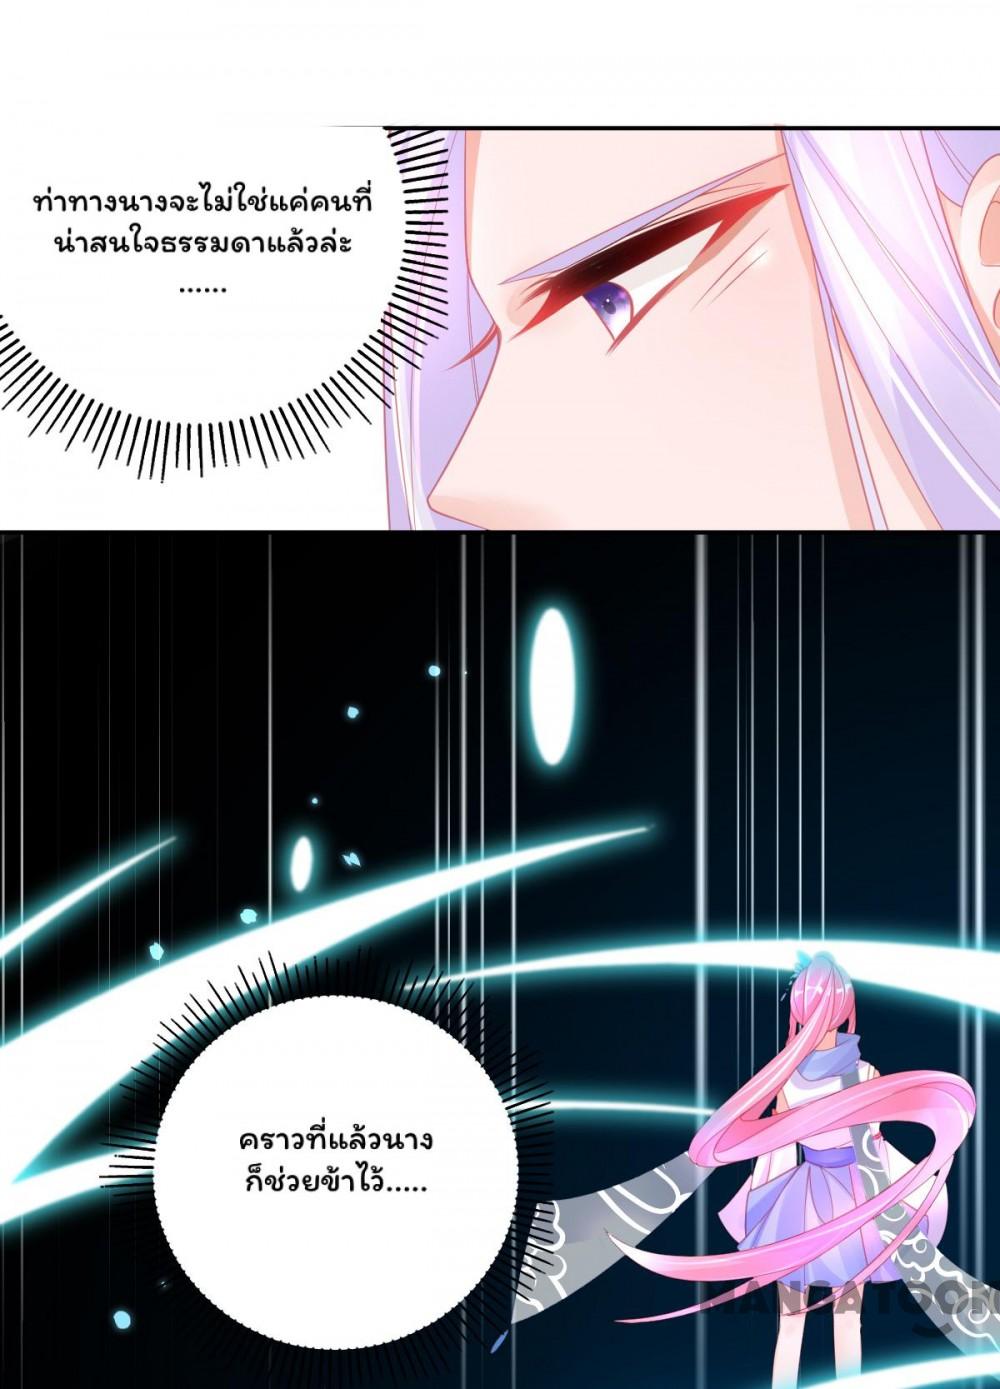 ท่าทางนางจะไม่ใช่แค่คนที่
น่าสนใจธรรมดาแล้วล่ะ
......
คราวที่แล้วนาง
ก็ช่วยข้าไว้.....
MANGATOON